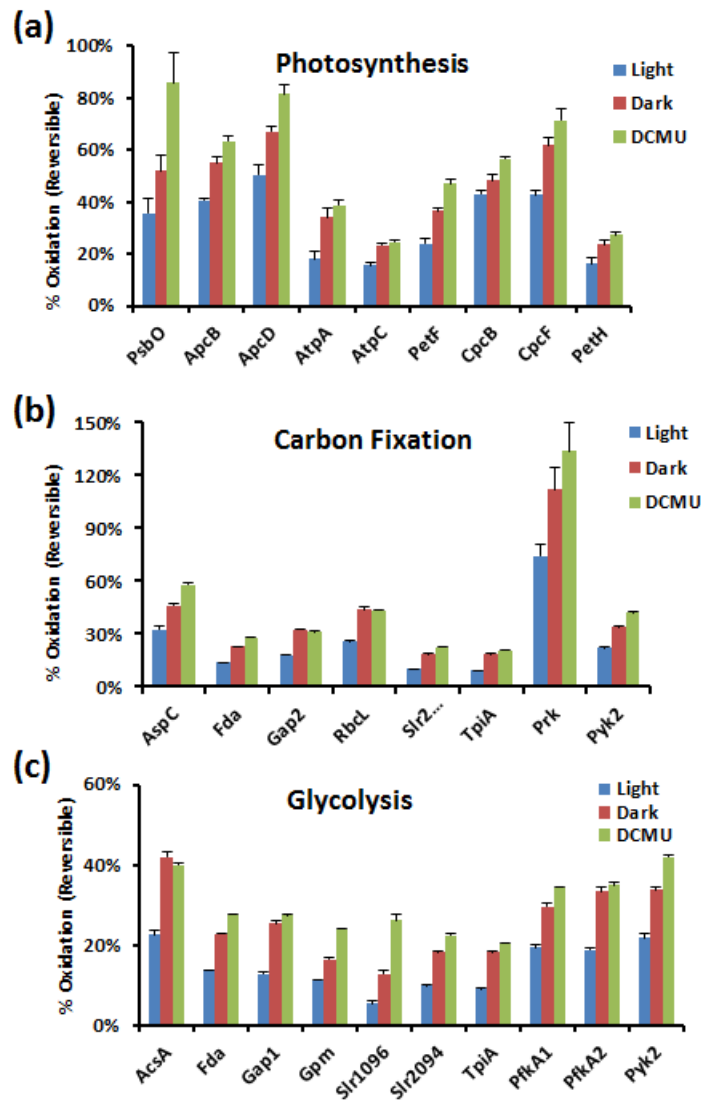 (a)
Photosynthesis
% Oxidation (Reversible)
100%
80%
60%
40%
20%
0%
Light
Dark
DCMU
PsbO
ApcB
ApcD
AtpA
AtpC
PetF
CpcB
CpcF
PetH
(b)
Carbon Fixation
% Oxidation (Reversible)
150%
120%
90%
60%
30%
0%
Light
Dark
DCMU
AspC
Fda
Gap2
RbcL
Slr2...
TpiA
Prk
Pyk2
(c)
Glycolysis
% Oxidation (Reversible)
60%
40%
20%
0%
Light
Dark
DCMU
AcsA
Fda
Gap1
Gpm
Slr1096
Slr2094
TpiA
PfkA1
PfkA2
Pyk2